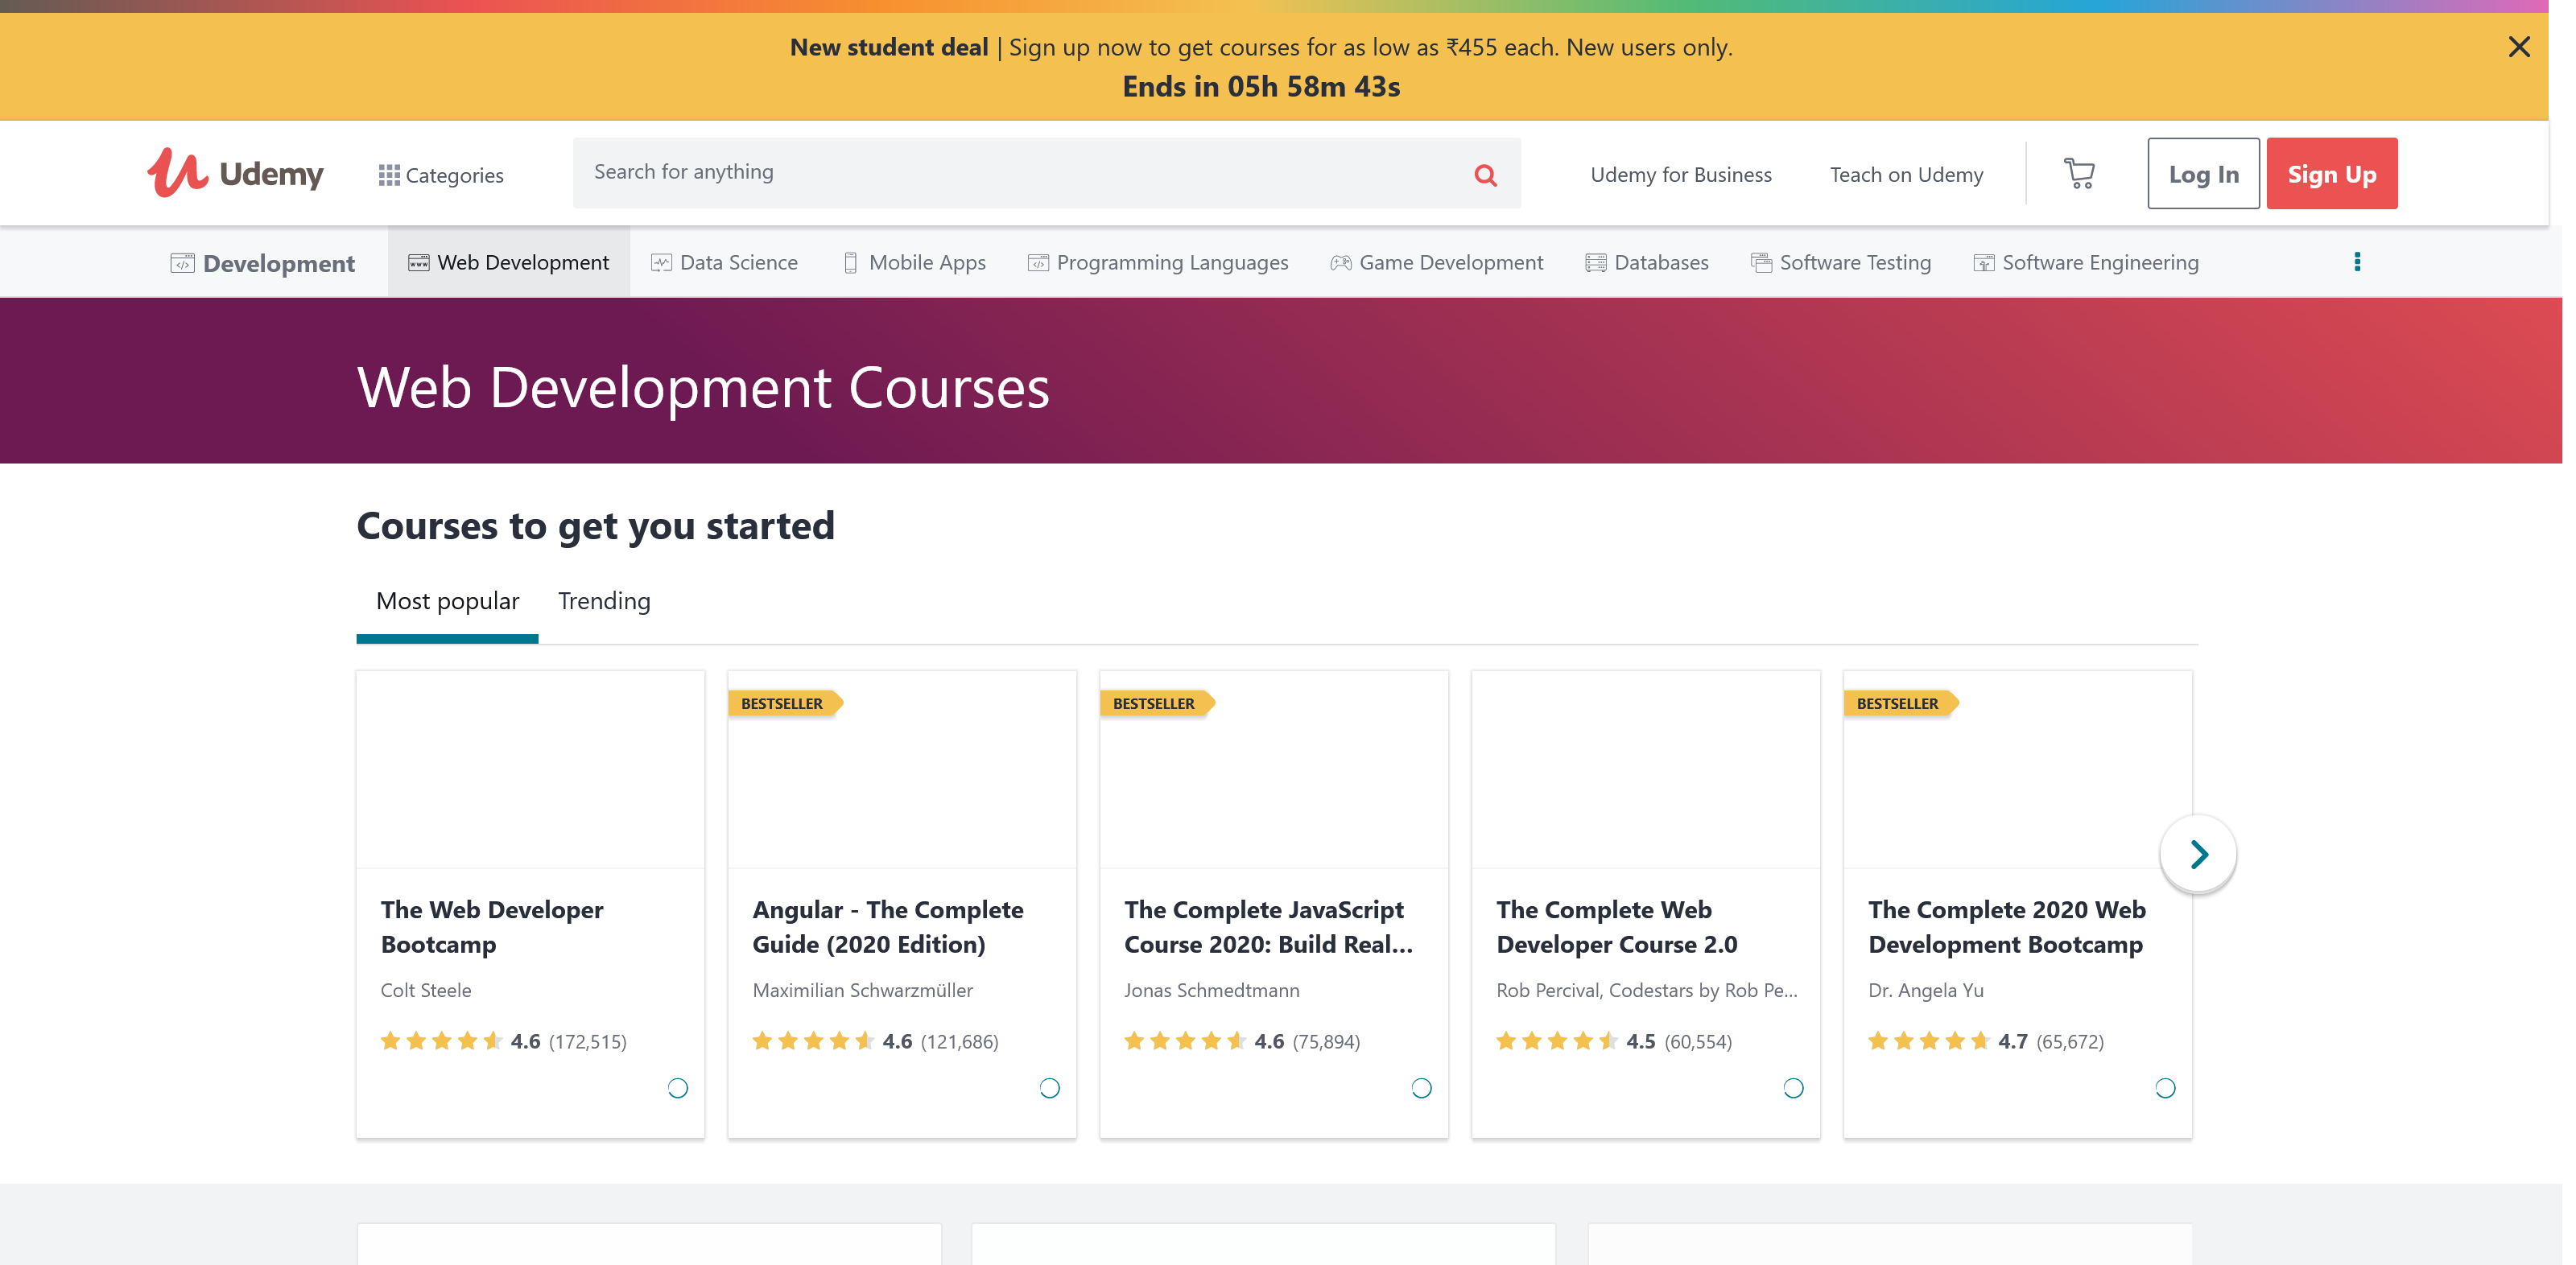 New student deal | Sign up now to get courses for as low as ₹455 each. New users only.
Ends in 05h 58m 43s
Udemy
Categories
Search for anything
Udemy for Business
Teach on Udemy
Log In
Sign Up
Development
Web Development
Data Science
Mobile Apps
Programming Languages
Game Development
Databases
Software Testing
Software Engineering
Web Development Courses
Courses to get you started
Most popular
Trending
The Web Developer
Bootcamp
Colt Steele
4.6 (172,515)
BESTSELLER
Angular - The Complete
Guide (2020 Edition)
Maximilian Schwarzmüller
4.6 (121,686)
BESTSELLER
The Complete JavaScript
Course 2020: Build Real...
Jonas Schmedtmann
4.6 (75,894)
The Complete Web
Developer Course 2.0
Rob Percival, Codestars by Rob Pe...
4.5 (60,554)
BESTSELLER
The Complete 2020 Web
Development Bootcamp
Dr. Angela Yu
4.7 (65,672)